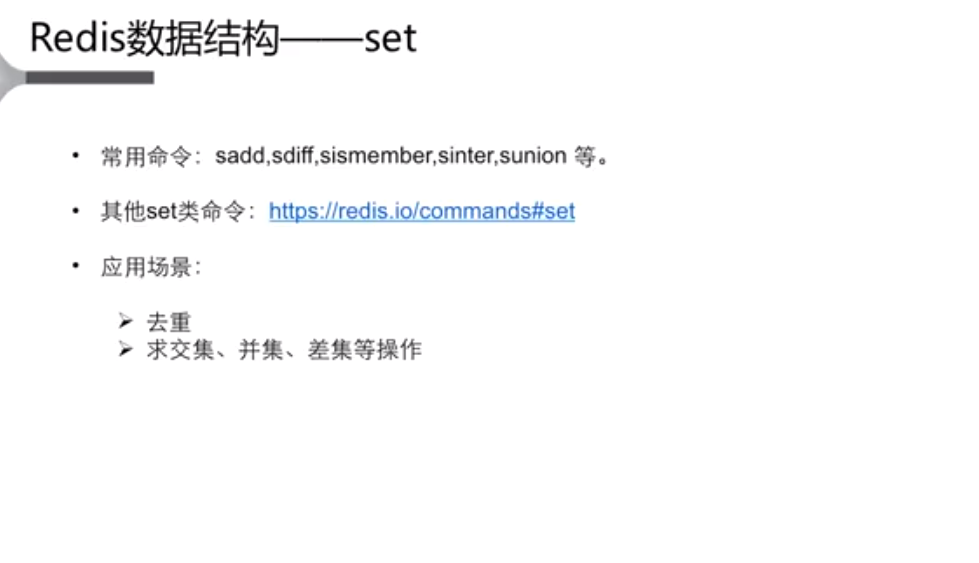 Redis数据结构——set
• 常用命令：sadd,sdiff,sismember,sinter,sunion 等。
• 其他set类命令：https://redis.io/commands#set
• 应用场景：
➢ 去重
➢ 求交集、并集、差集等操作